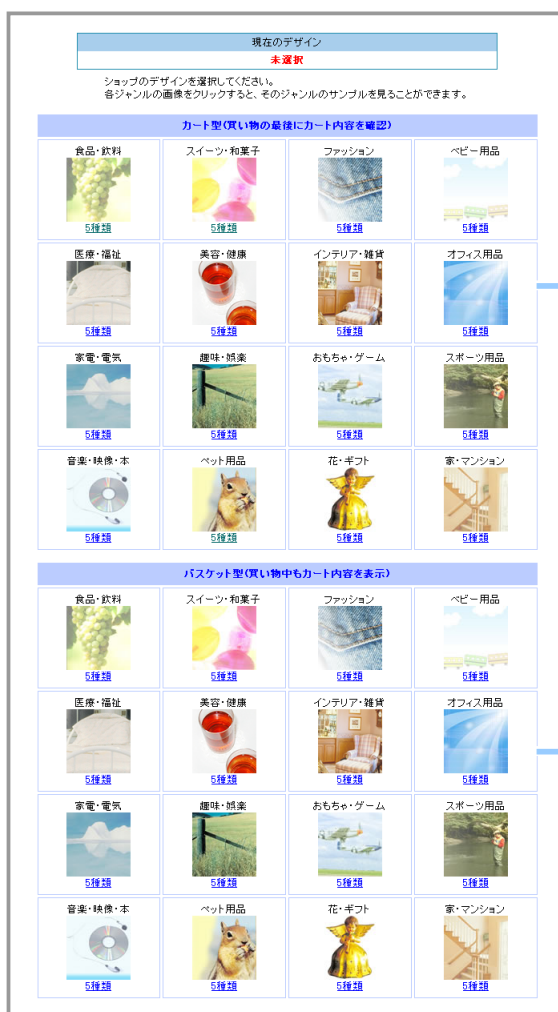 現在のデザイン
未選択
ショップのデザインを選択してください。
各ジャンルの画像をクリックすると、そのジャンルのサンプルを見ることができます。
カート型(買い物の最後にカート内容を確認)
食品・飲料 スイーツ・和菓子 ファッション ベビー用品
5種類 5種類 5種類 5種類
医療・福祉 美容・健康 インテリア・雑貨 オフィス用品
5種類 5種類 5種類 5種類
家電・電気 趣味・娯楽 おもちゃ・ゲーム スポーツ用品
5種類 5種類 5種類 5種類
音楽・映像・本 ペット用品 花・ギフト 家・マンション
5種類 5種類 5種類 5種類
バスケット型(買い物中もカート内容を表示)
食品・飲料 スイーツ・和菓子 ファッション ベビー用品
5種類 5種類 5種類 5種類
医療・福祉 美容・健康 インテリア・雑貨 オフィス用品
5種類 5種類 5種類 5種類
家電・電気 趣味・娯楽 おもちゃ・ゲーム スポーツ用品
5種類 5種類 5種類 5種類
音楽・映像・本 ペット用品 花・ギフト 家・マンション
5種類 5種類 5種類 5種類